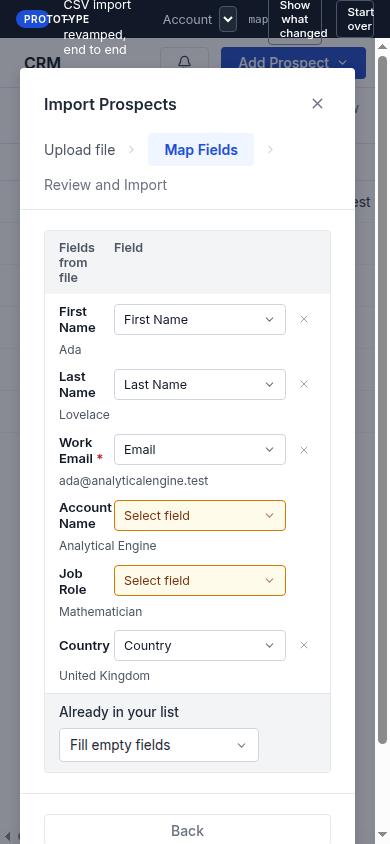 PROTOTYPE
CSV import
revamped,
end to end
Account
map
Show
what
changed
Start
over
CRM
Add Prospect
Import Prospects
Upload file
Map Fields
Review and Import
Fields from file
Field
First Name
First Name
Ada
Last Name
Last Name
Lovelace
Work Email *
Email
ada@analyticalengine.test
Account Name
Select field
Analytical Engine
Job Role
Select field
Mathematician
Country
Country
United Kingdom
Already in your list
Fill empty fields
Back